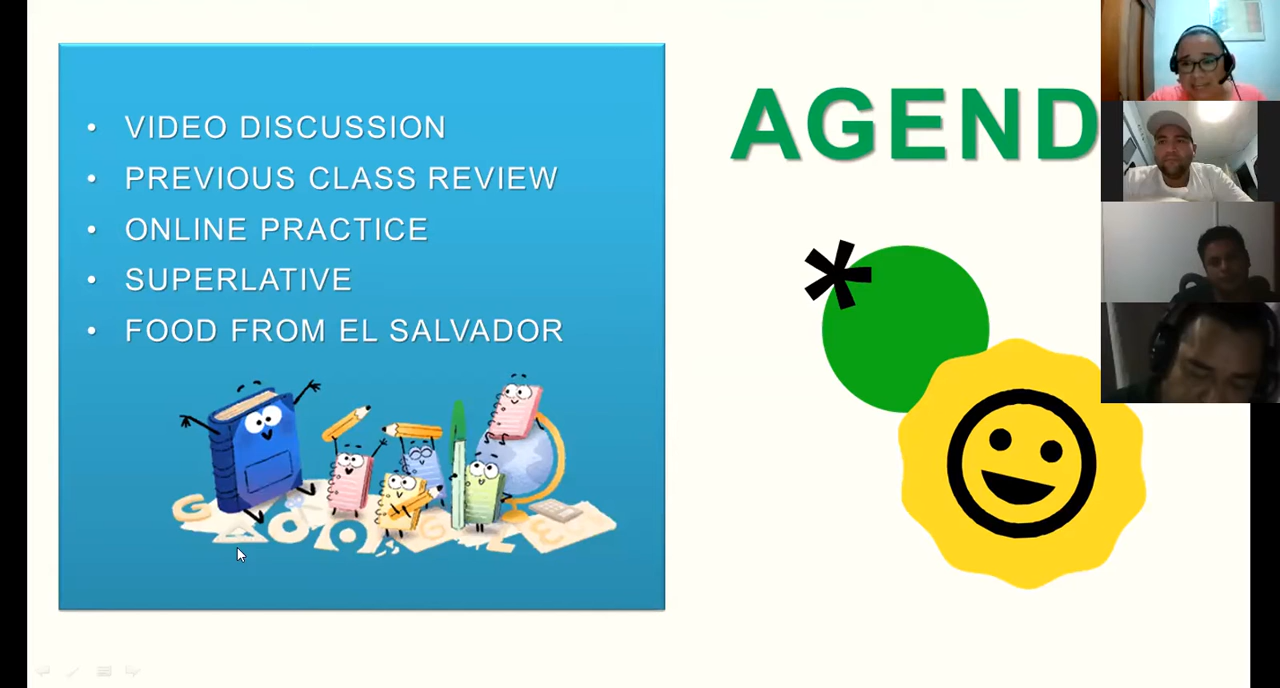 AGEND
• VIDEO DISCUSSION
• PREVIOUS CLASS REVIEW
• ONLINE PRACTICE
• SUPERLATIVE
• FOOD FROM EL SALVADOR